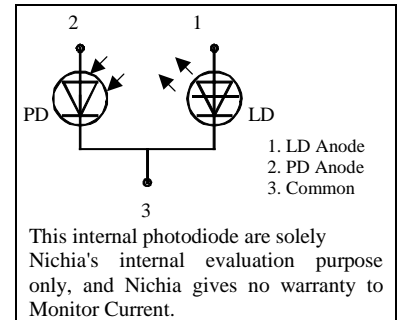 2 1
PD LD
1. LD Anode
2. PD Anode
3. Common
3
This internal photodiode are solely
Nichia's internal evaluation purpose
only, and Nichia gives no warranty to
Monitor Current.